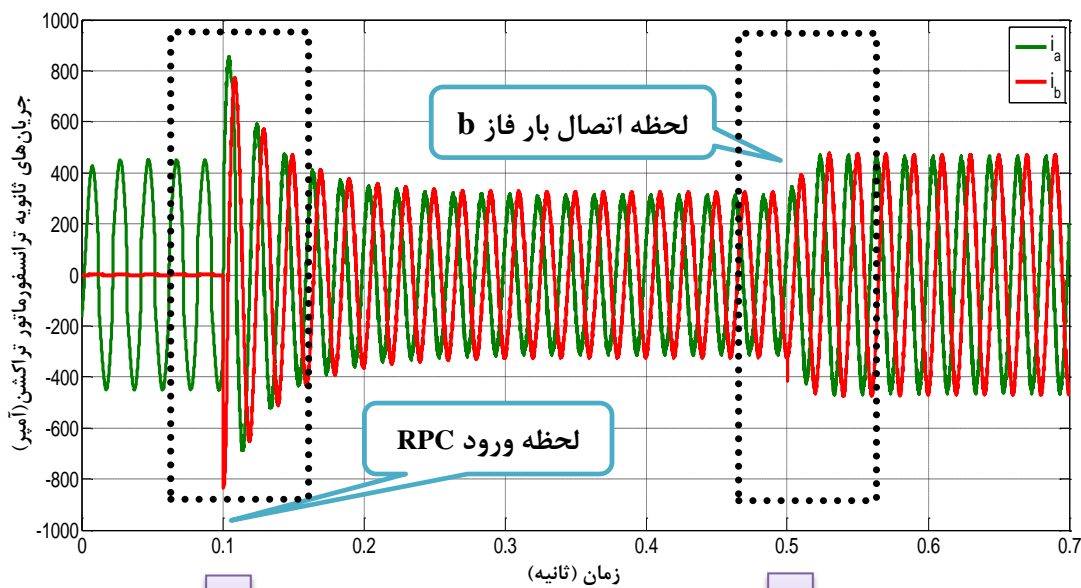 1000
800
600
400
200
0
-200
-400
-600
-800
-1000
جریان‌های ثانویه ترانسفورماتور تراکشن(آمپر)
i_a
i_b
لحظه اتصال بار فاز b
لحظه ورود RPC
0 0.1 0.2 0.3 0.4 0.5 0.6 0.7
زمان (ثانیه)